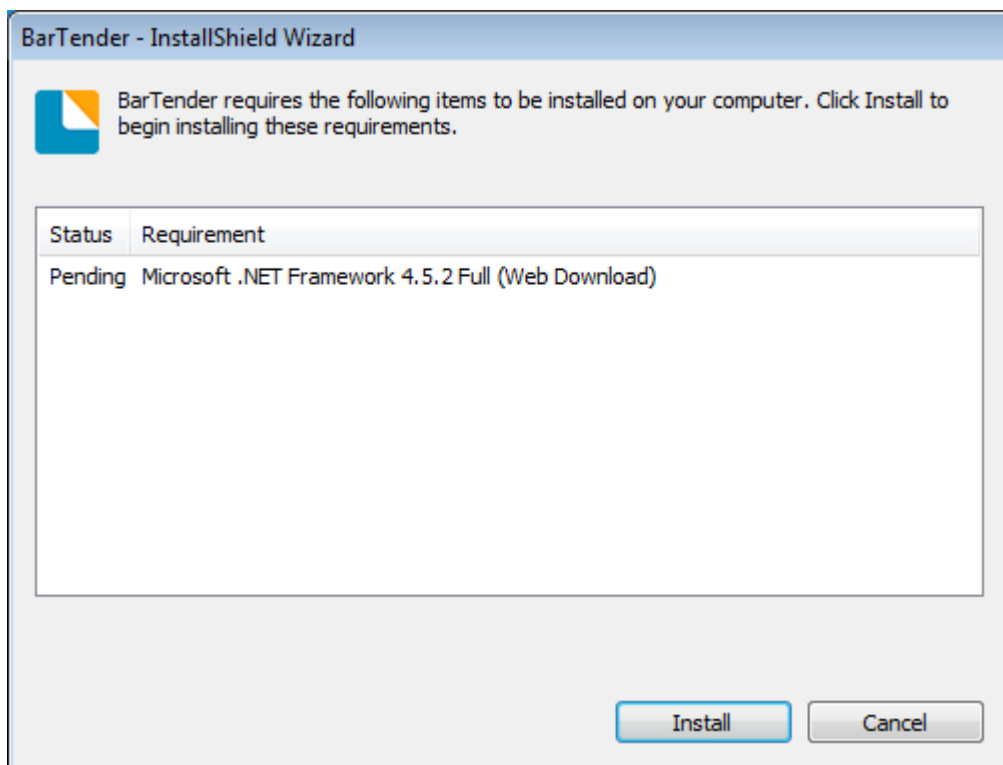 BarTender - InstallShield Wizard
BarTender requires the following items to be installed on your computer. Click Install to
begin installing these requirements.
Status Requirement
Pending Microsoft .NET Framework 4.5.2 Full (Web Download)
Install Cancel